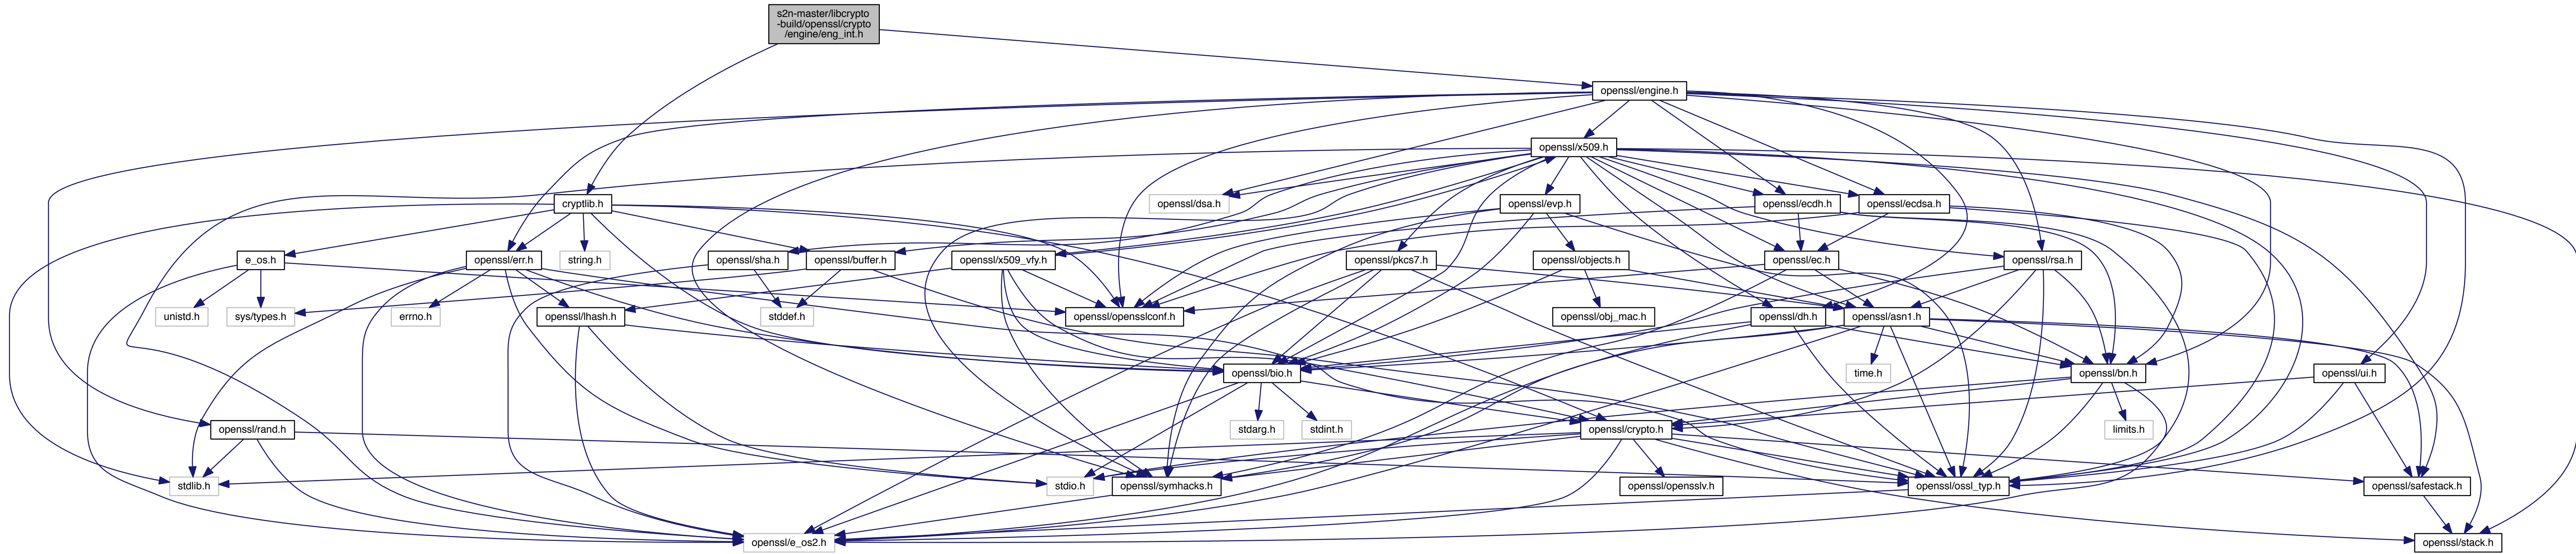 s2n-master/libcrypto
-build/openssl/crypto
/engine/eng_int.h
openssl/engine.h
openssl/x509.h
cryptlib.h
openssl/dsa.h
openssl/evp.h
openssl/ecdh.h
openssl/ecdsa.h
e_os.h
openssl/err.h
string.h
openssl/sha.h
openssl/buffer.h
openssl/x509_vfy.h
openssl/pkcs7.h
openssl/objects.h
openssl/ec.h
openssl/rsa.h
unistd.h
sys/types.h
errno.h
openssl/lhash.h
stddef.h
openssl/opensslconf.h
openssl/obj_mac.h
openssl/dh.h
openssl/asn1.h
openssl/bio.h
time.h
openssl/bn.h
openssl/ui.h
openssl/rand.h
stdarg.h
stdint.h
openssl/crypto.h
limits.h
stdlib.h
stdio.h
openssl/symhacks.h
openssl/opensslv.h
openssl/ossl_typ.h
openssl/safestack.h
openssl/e_os2.h
openssl/stack.h